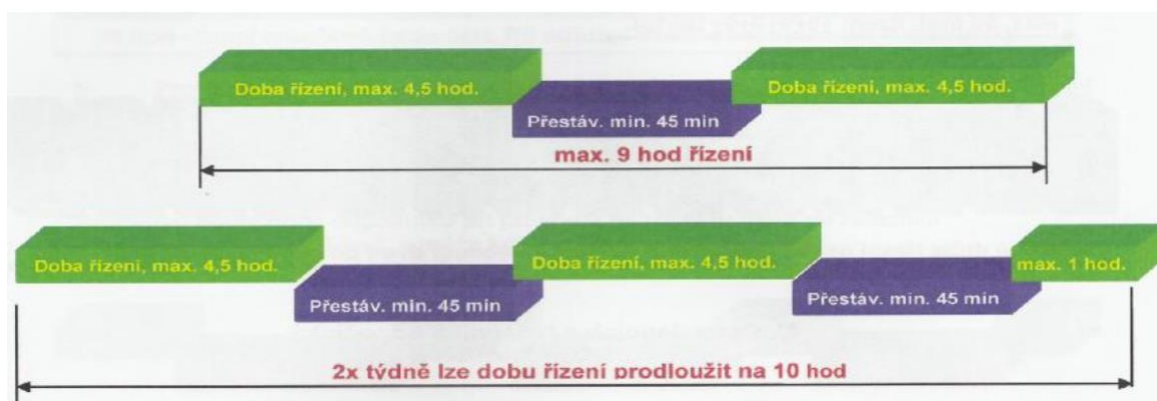 Doba řízení, max. 4,5 hod.
Přestáv. min. 45 min
Doba řízení, max. 4,5 hod.
max. 9 hod řízení
Doba řízení, max. 4,5 hod.
Přestáv. min. 45 min
Doba řízení, max. 4,5 hod.
Přestáv. min. 45 min
max. 1 hod.
2x týdně lze dobu řízení prodloužit na 10 hod